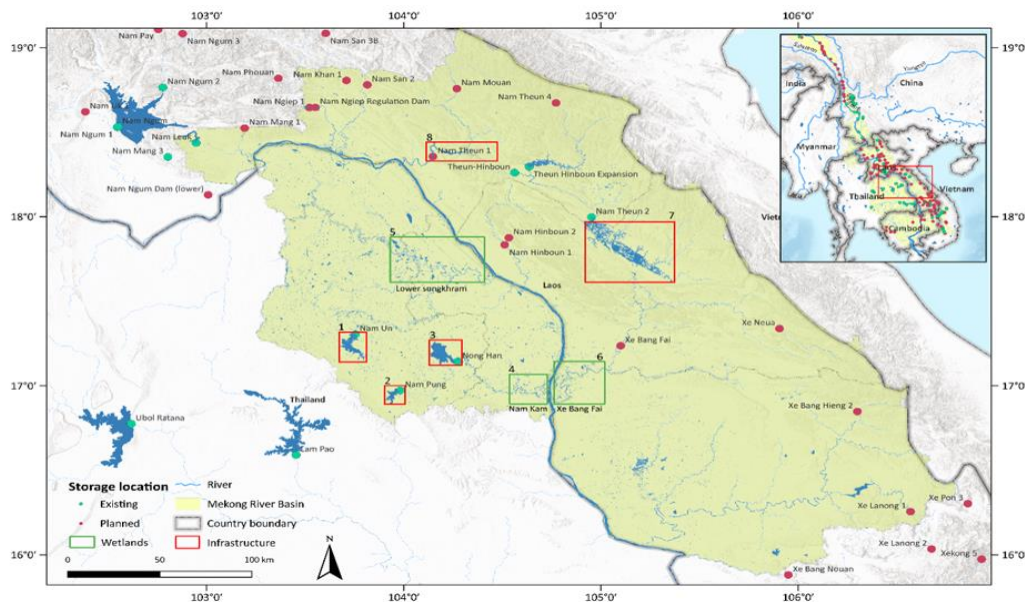 103°0'
104°0'
105°0'
106°0'
19°0'
19°0'
Nam Pay
Nam Ngum 3
Nam San 3B
Nam Phouan
Nam Khan 1
Nam San 2
Nam Mouan
Nam Ngum 2
Nam Ngiep 1
Nam Ngiep Regulation Dam
Nam Theun 4
Nam Ngum 1
Nam Leuk
Nam Mang 1
Nam Mang 3
8
Nam Theun 1
Theun-Hinboun
Theun Hinboun Expansion
Nam Ngum Dam (lower)
18°0'
18°0'
Nam Theun 2
7
5
Nam Hinboun 2
Nam Hinboun 1
Lower songkhram
Laos
1
Nam Un
3
Nong Han
Xe Neua
Xe Bang Fai
2
Nam Pung
4
6
17°0'
17°0'
Nam Kam
Xe Bang Fai
Thailand
Ubol Ratana
Lam Pao
Xe Bang Hieng 2
Xe Lanong 1
Xe Pon 3
Xe Lanong 2
Xekong 5
Xe Bang Nouan
16°0'
16°0'
Storage location
Existing
Planned
Wetlands
River
Mekong River Basin
Country boundary
Infrastructure
0
50
100 km
N
103°0'
104°0'
105°0'
106°0'
India
China
Myanmar
Laos
Thailand
Vietnam
Cambodia